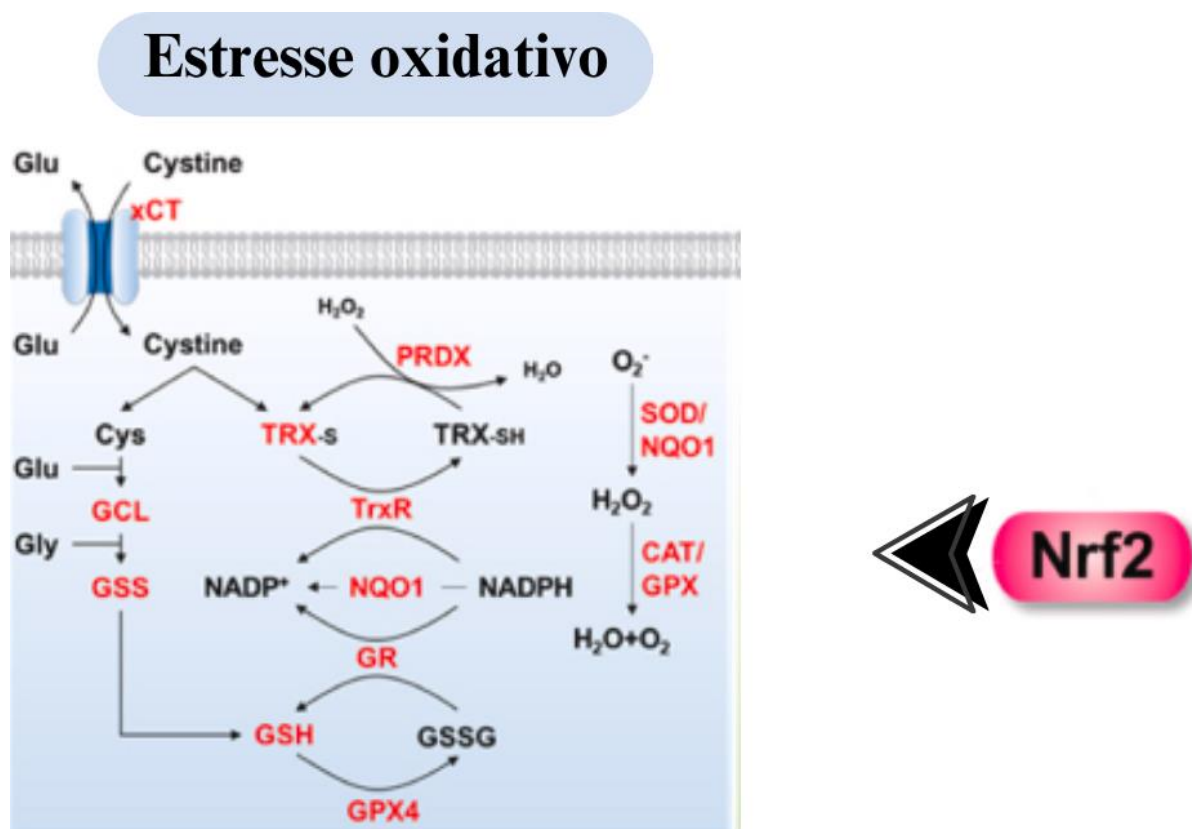 Estresse oxidativo
Glu Cystine
xCT
Glu Cystine
H₂O₂
PRDX
H₂O
O₂⁻
SOD/
NQO1
Cys
TRX-S
TRX-SH
Glu
GCL
TrxR
H₂O₂
Gly
CAT/
GPX
GSS
NADP⁺
NQO1
NADPH
H₂O+O₂
GR
GSH
GSSG
GPX4
Nrf2